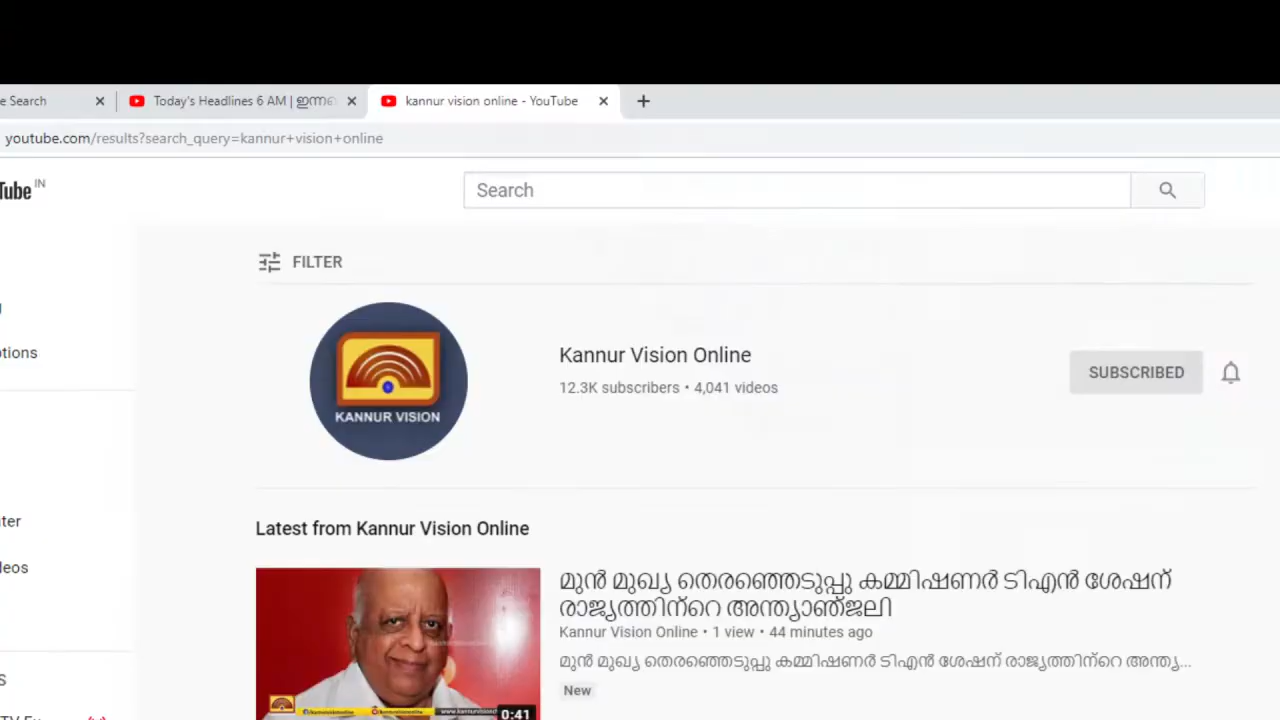 e Search
Today's Headlines 6 AM | ഇന്നത്
kannur vision online - YouTube
youtube.com/results?search_query=kannur+vision+online
Tube IN
Search
FILTER
KANNUR VISION
Kannur Vision Online
12.3K subscribers • 4,041 videos
SUBSCRIBED
otions
Latest from Kannur Vision Online
മുൻ മുഖ്യ തെരഞ്ഞെടുപ്പു കമ്മിഷണർ ടിഎൻ ശേഷന്
രാജ്യത്തിന്റെ അന്ത്യാഞ്ജലി
Kannur Vision Online • 1 view • 44 minutes ago
മുൻ മുഖ്യ തെരഞ്ഞെടുപ്പു കമ്മിഷണർ ടിഎൻ ശേഷന് രാജ്യത്തിന്റെ അന്ത്യ...
New
0:41